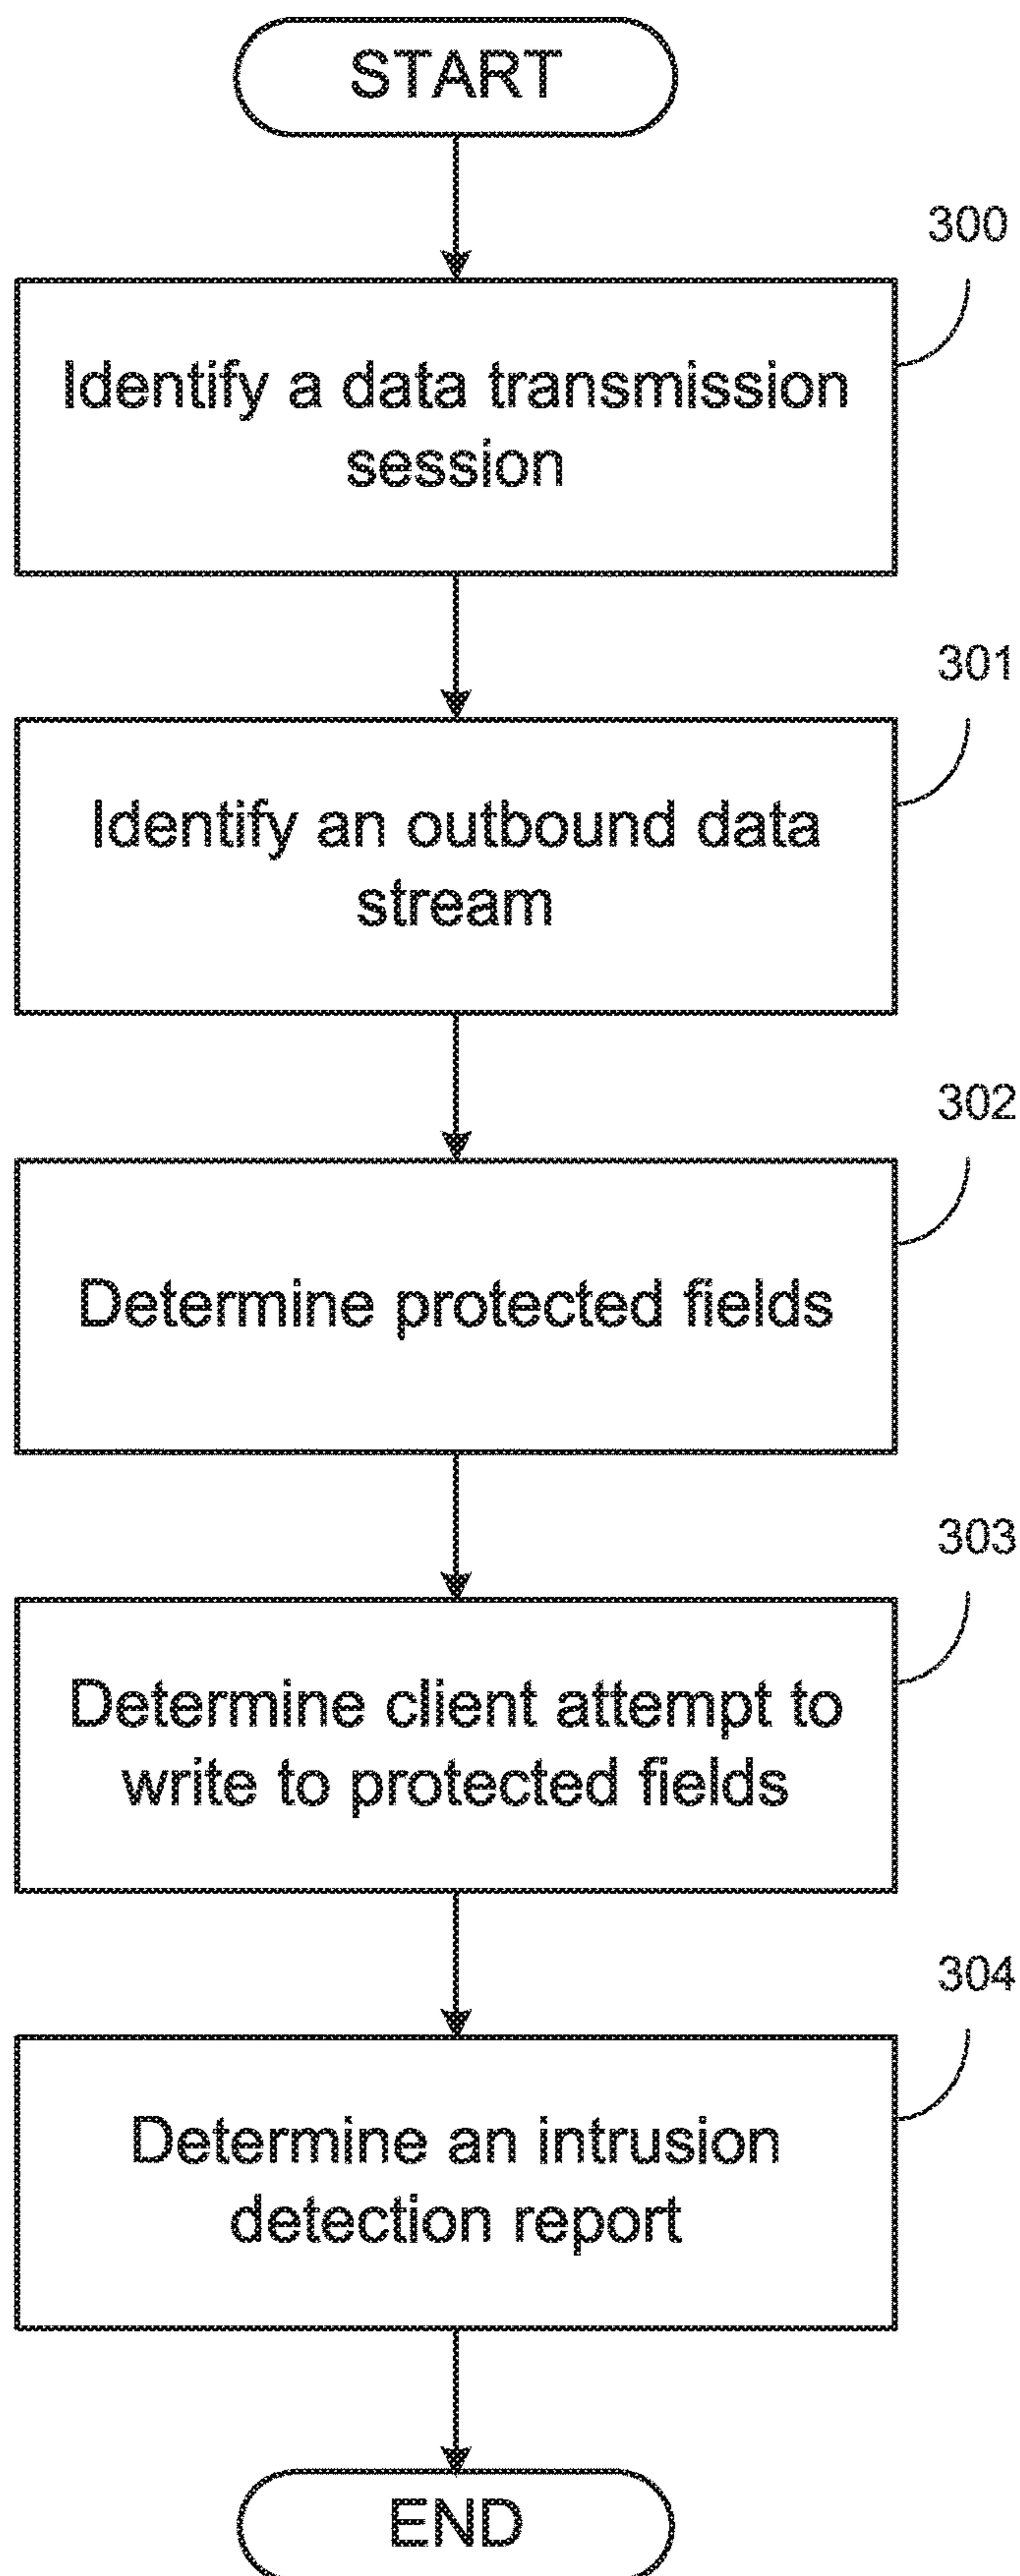 START
300
Identify a data transmission
session
301
Identify an outbound data
stream
302
Determine protected fields
303
Determine client attempt to
write to protected fields
304
Determine an intrusion
detection report
END